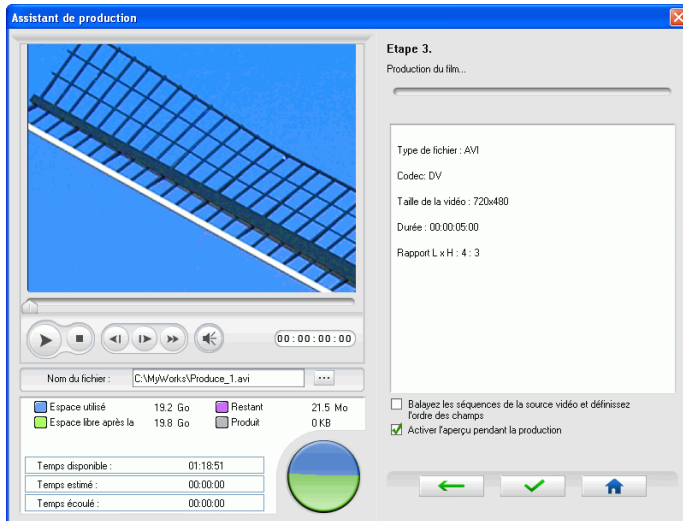 Assistant de production
Etape 3.
Production du film...
Type de fichier : AVI
Codec: DV
Taille de la vidéo : 720x480
Durée : 00:00:05:00
Rapport L x H : 4 : 3
00:00:00:00
Nom du fichier : C:\MyWorks\Produce_1.avi ...
Espace utilisé 19.2 Go Restant 21.5 Mo
Espace libre après la 19.8 Go Produit 0 KB
Temps disponible : 01:18:51
Temps estimé : 00:00:00
Temps écoulé : 00:00:00
Balayez les séquences de la source vidéo et définissez
l'ordre des champs
Activer l'aperçu pendant la production